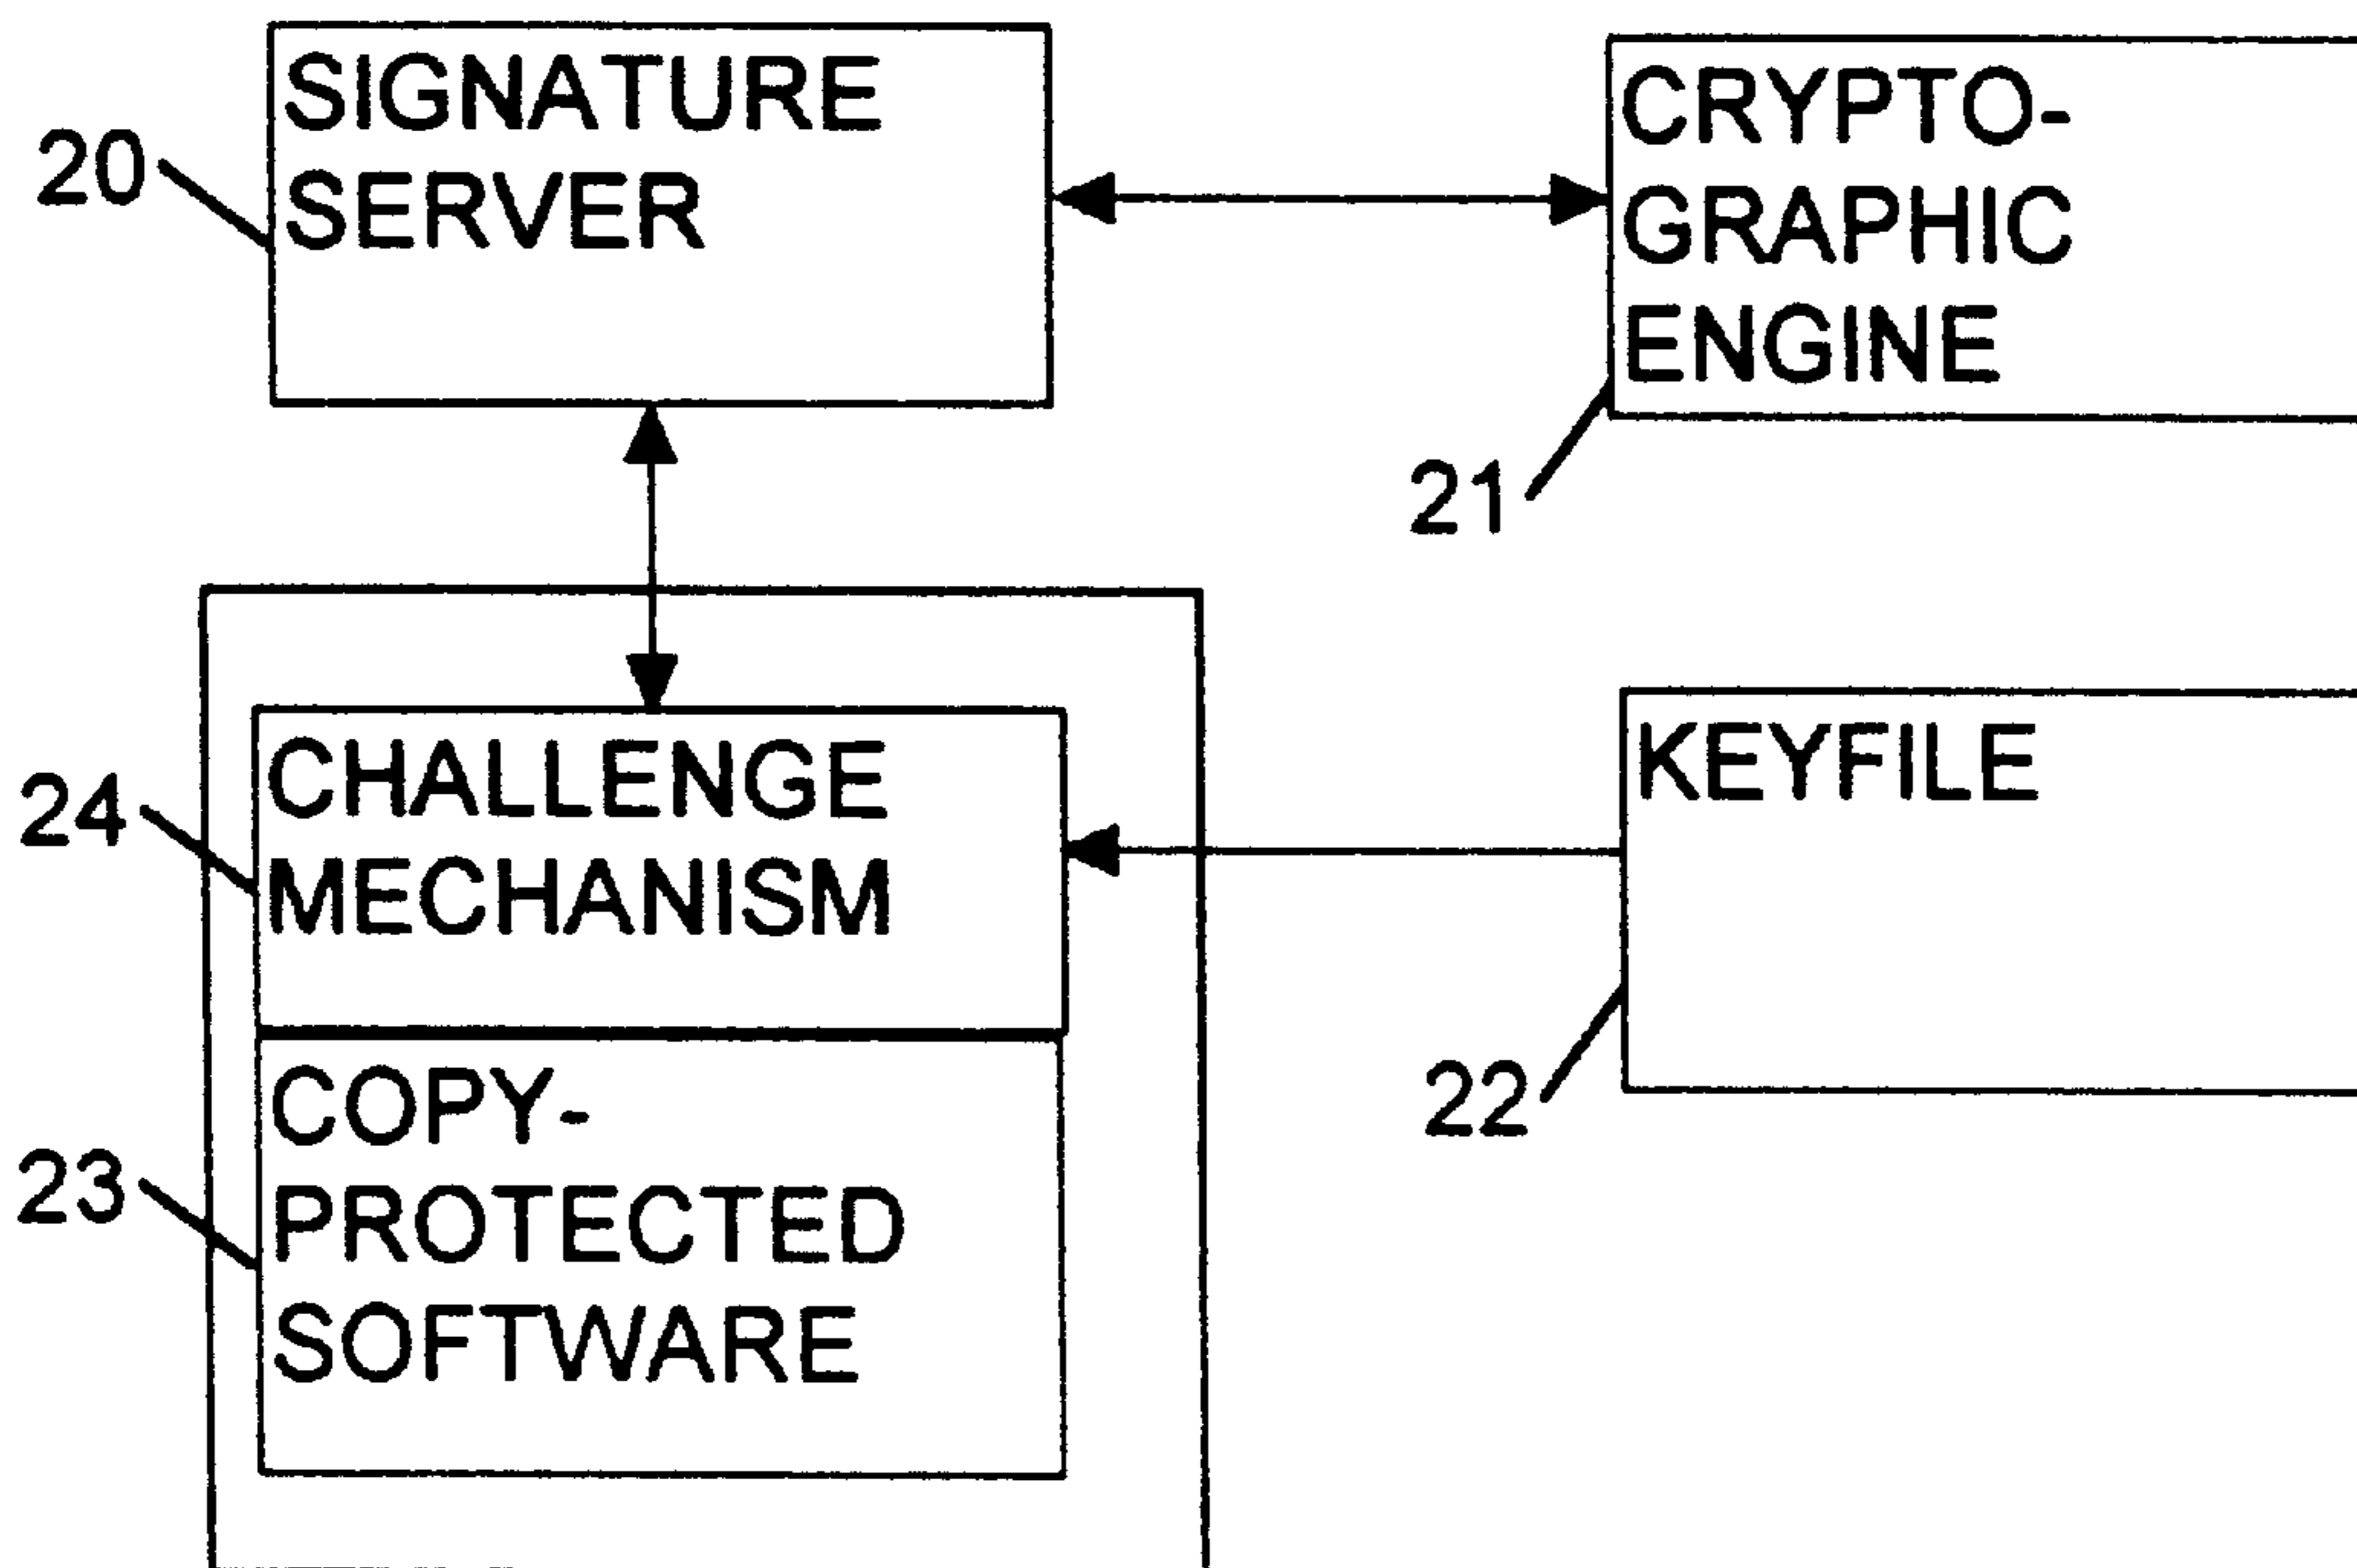 SIGNATURE
SERVER
20
CRYPTO-
GRAPHIC
ENGINE
21
CHALLENGE
MECHANISM
24
KEYFILE
22
COPY-
PROTECTED
SOFTWARE
23